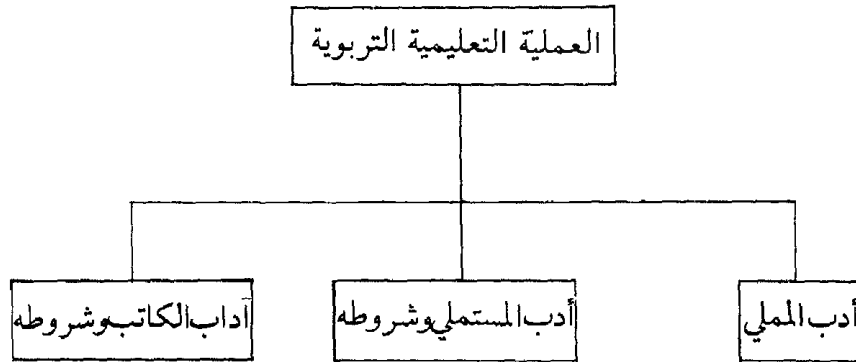 العملية التعليمية التربوية
أدب المملي
أدب المستملي وشروطه
آداب الكاتب وشروطه